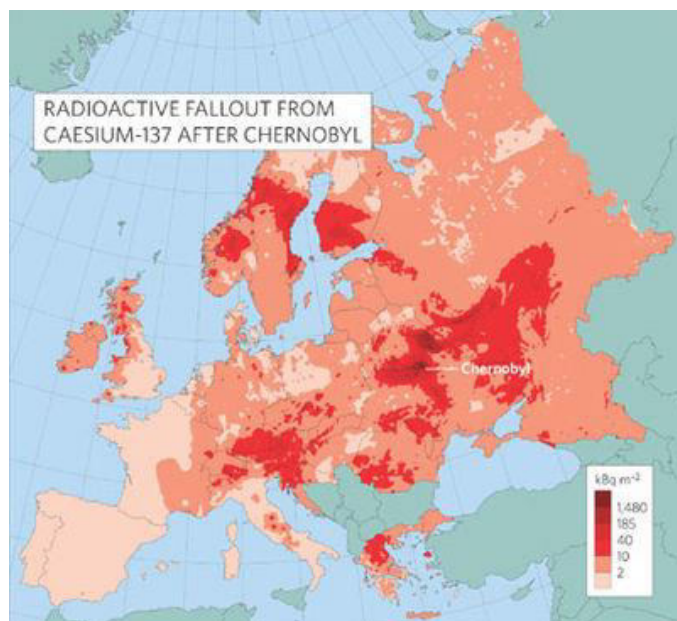 RADIOACTIVE FALLOUT FROM
CAESIUM-137 AFTER CHERNOBYL
Chernobyl
kBq m⁻²
1,480
185
40
10
2